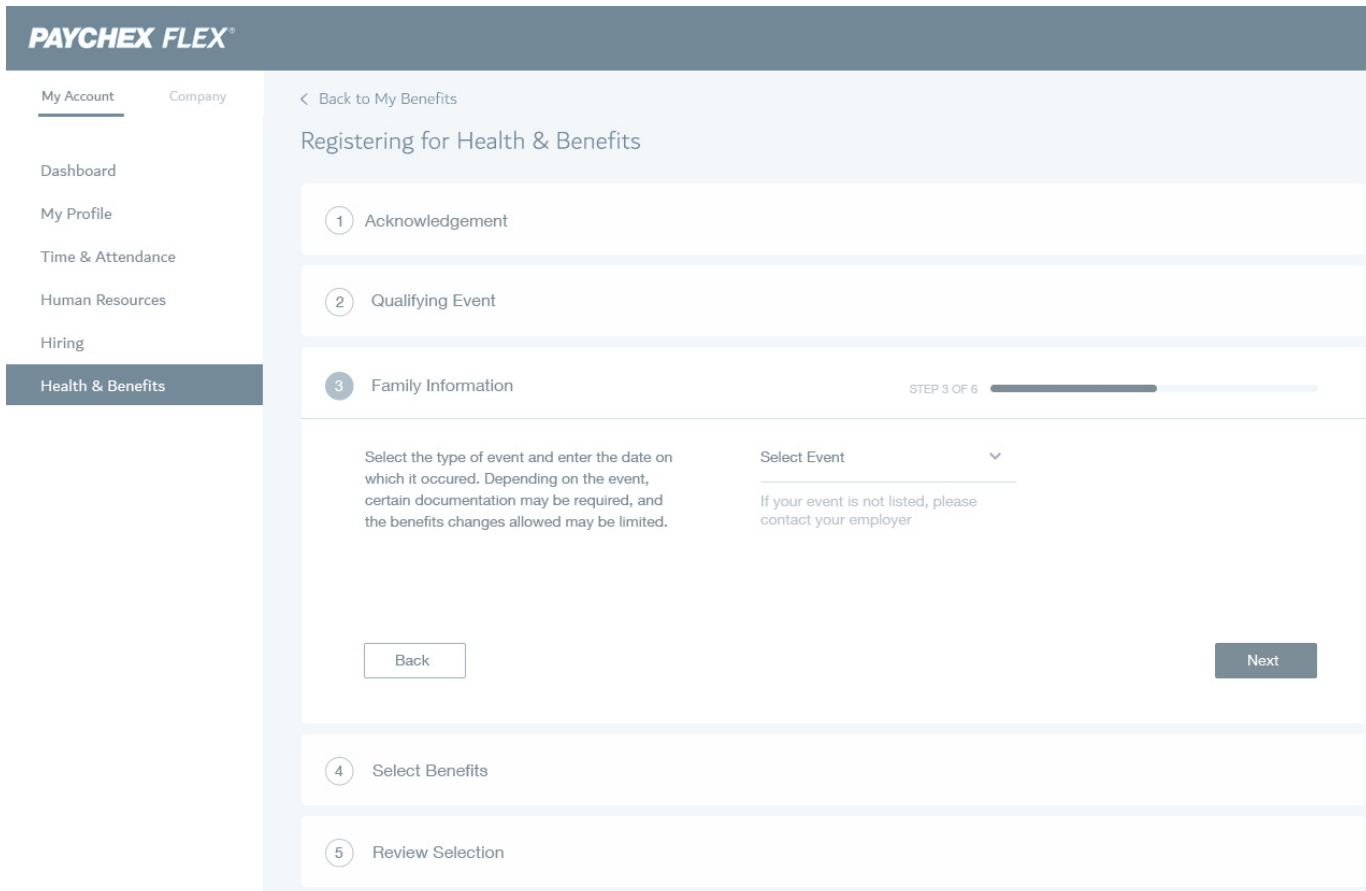 PAYCHEX FLEX®
My Account Company
Dashboard
My Profile
Time & Attendance
Human Resources
Hiring
Health & Benefits
< Back to My Benefits
Registering for Health & Benefits
1 Acknowledgement
2 Qualifying Event
3 Family Information
STEP 3 OF 6
Select the type of event and enter the date on
which it occured. Depending on the event,
certain documentation may be required, and
the benefits changes allowed may be limited.
Select Event
If your event is not listed, please
contact your employer
Back
Next
4 Select Benefits
5 Review Selection